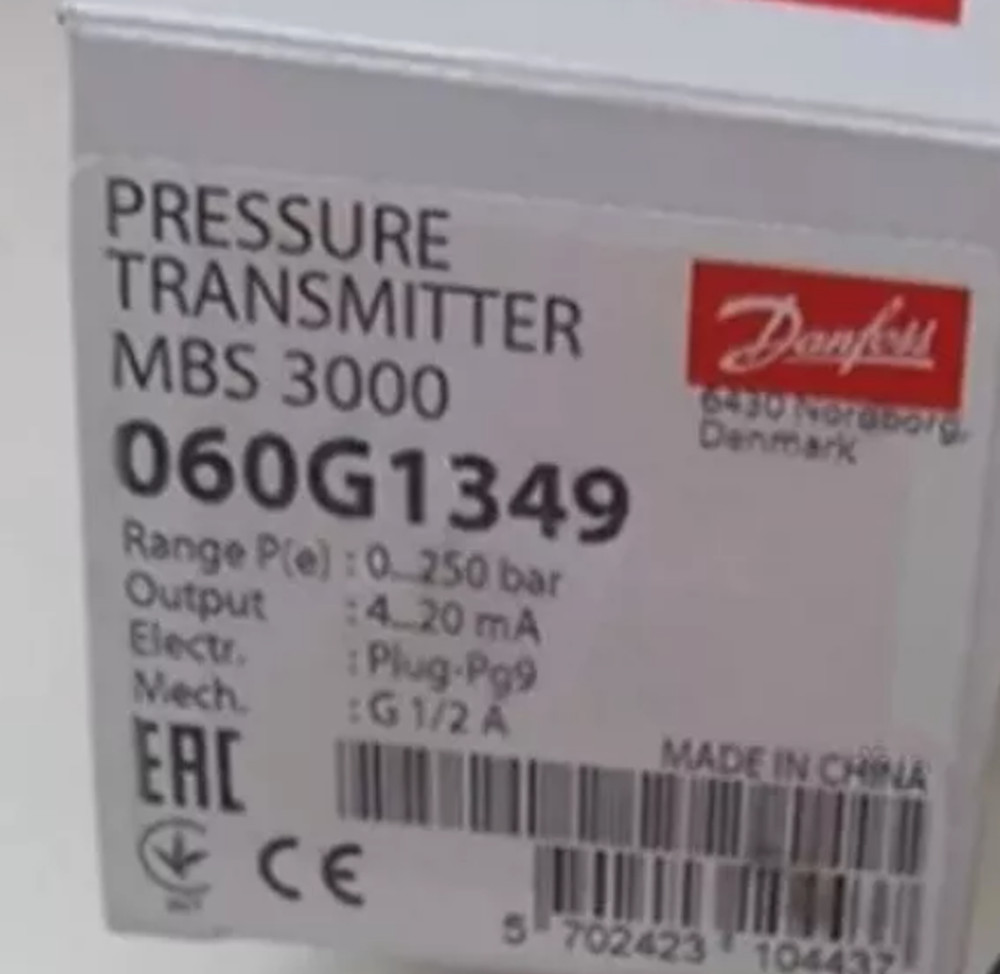 PRESSURE
TRANSMITTER
MBS 3000
060G1349
Danfoss
6430 Nordborg,
Denmark
Range P(e) : 0...250 bar
Output : 4...20 mA
Electr. : Plug-Pg9
Mech. : G 1/2 A
MADE IN CHINA
EAC
CE
5 702423 104437